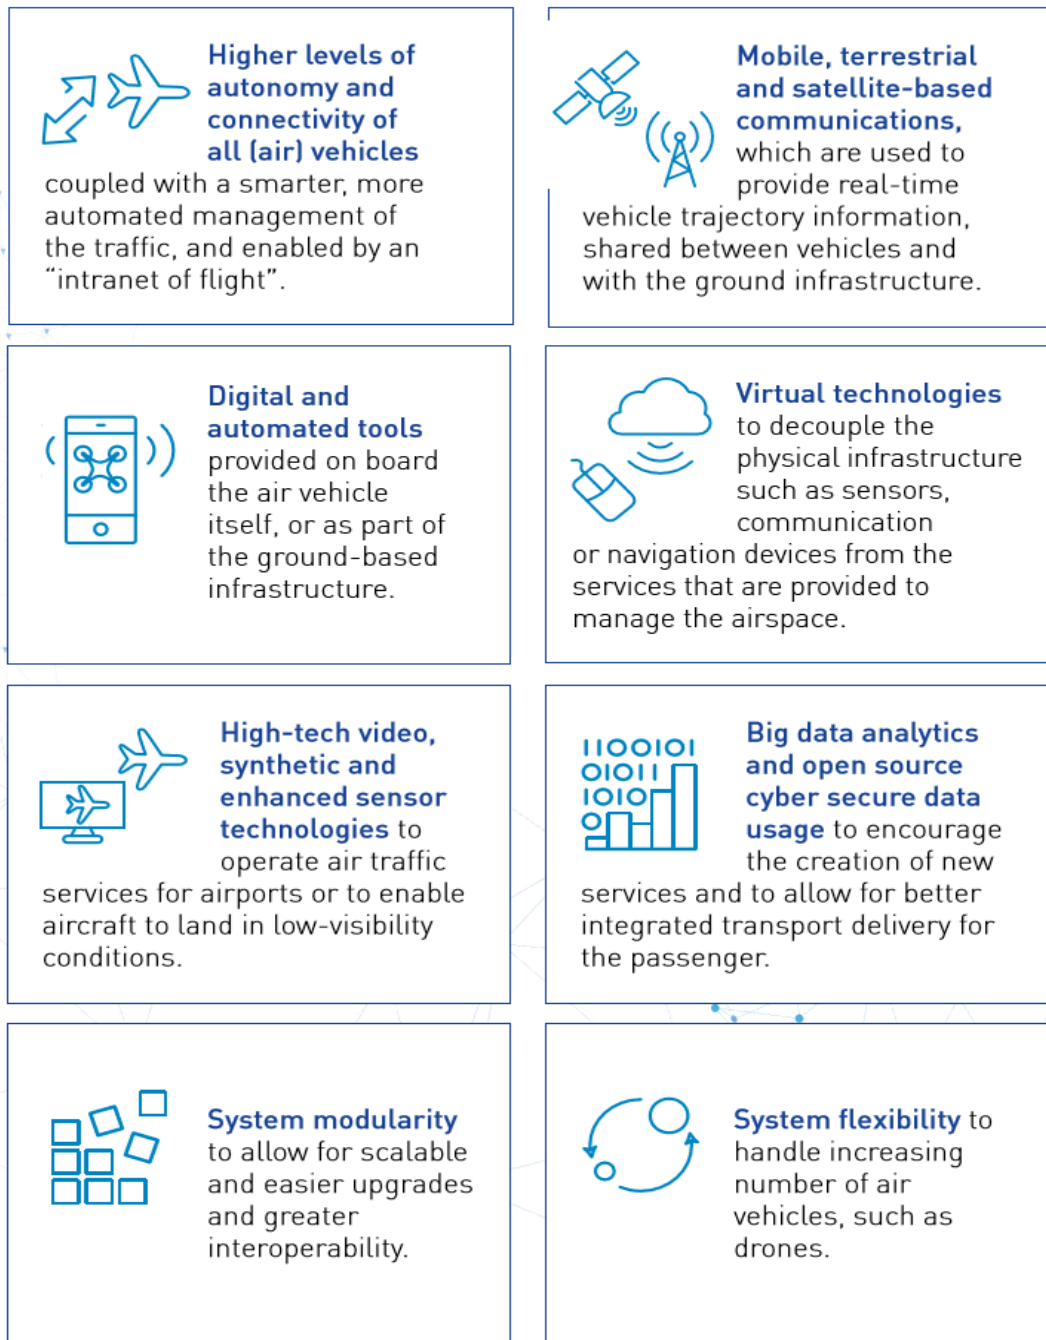 Higher levels of
autonomy and
connectivity of
all (air) vehicles
coupled with a smarter, more
automated management of
the traffic, and enabled by an
“intranet of flight”.
Mobile, terrestrial
and satellite-based
communications,
which are used to
provide real-time
vehicle trajectory information,
shared between vehicles and
with the ground infrastructure.
Digital and
automated tools
provided on board
the air vehicle
itself, or as part of
the ground-based
infrastructure.
Virtual technologies
to decouple the
physical infrastructure
such as sensors,
communication
or navigation devices from the
services that are provided to
manage the airspace.
High-tech video,
synthetic and
enhanced sensor
technologies to
operate air traffic
services for airports or to enable
aircraft to land in low-visibility
conditions.
1100101
01011
1010
0
Big data analytics
and open source
cyber secure data
usage to encourage
the creation of new
services and to allow for better
integrated transport delivery for
the passenger.
System modularity
to allow for scalable
and easier upgrades
and greater
interoperability.
System flexibility to
handle increasing
number of air
vehicles, such as
drones.